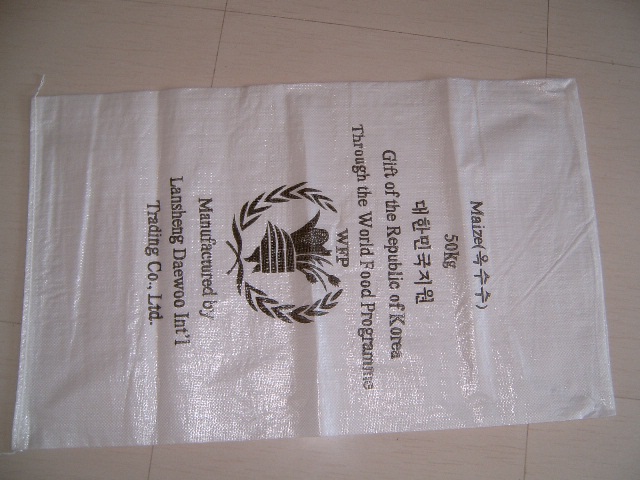 Maize(옥수수)
50kg
대한민국지원
Gift of the Republic of Korea
Through the World Food Programme
WFP
Manufactured by
Lansheng Daewoo Int'l
Trading Co., Ltd.